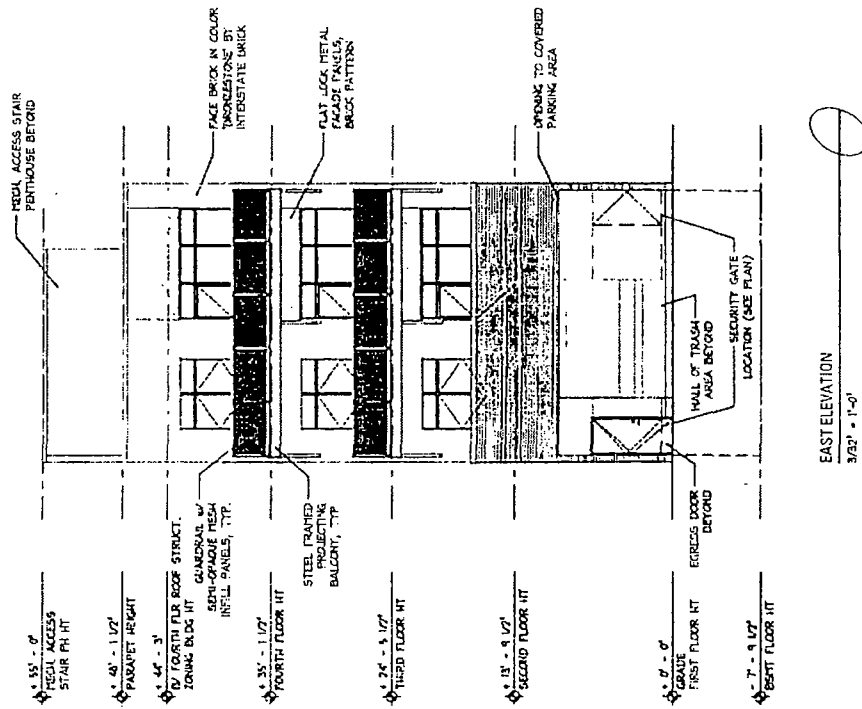 + 55' - 0"
MECH. ACCESS
STAIR PH HT
+ 48' - 1 1/2"
PARAPET HEIGHT
+ 44' - 3"
FOURTH FLR ROOF STRUCT.
ZONING BLDG HT
+ 35' - 1 1/2"
FOURTH FLOOR HT
+ 24' - 5 1/2"
THIRD FLOOR HT
+ 13' - 9 1/2"
SECOND FLOOR HT
+ 0' - 0"
GRADE
FIRST FLOOR HT
- 7' - 9 1/2"
BSMT FLOOR HT
GUARDRAIL W/
SEMI-OPAQUE MESH
INFILL PANELS, TYP.
STEEL FRAMED
PROJECTING
BALCONY, TYP
EGRESS DOOR
BEYOND
HALL OF TRASH
AREA BEYOND
SECURITY GATE
LOCATION (SEE PLAN)
MECH. ACCESS STAIR
PENTHOUSE BEYOND
FACE BRICK IN COLOR
'BRONZESTONE' BY
INTERSTATE BRICK
FLAT LOCK METAL
FACADE PANELS,
BRICK PATTERN
OPENING TO COVERED
PARKING AREA
EAST ELEVATION
3/32" = 1'-0"